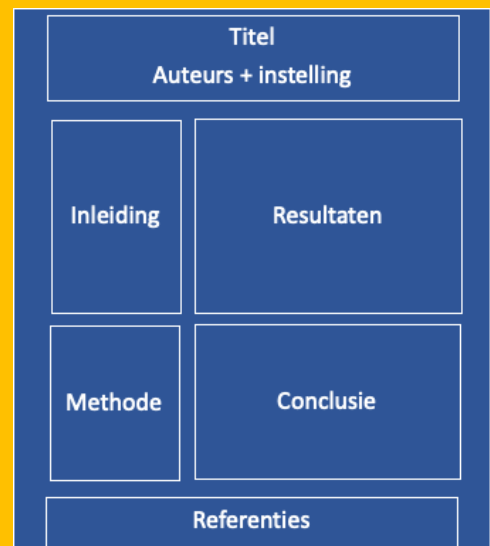 Titel
Auteurs + instelling
Inleiding
Resultaten
Methode
Conclusie
Referenties